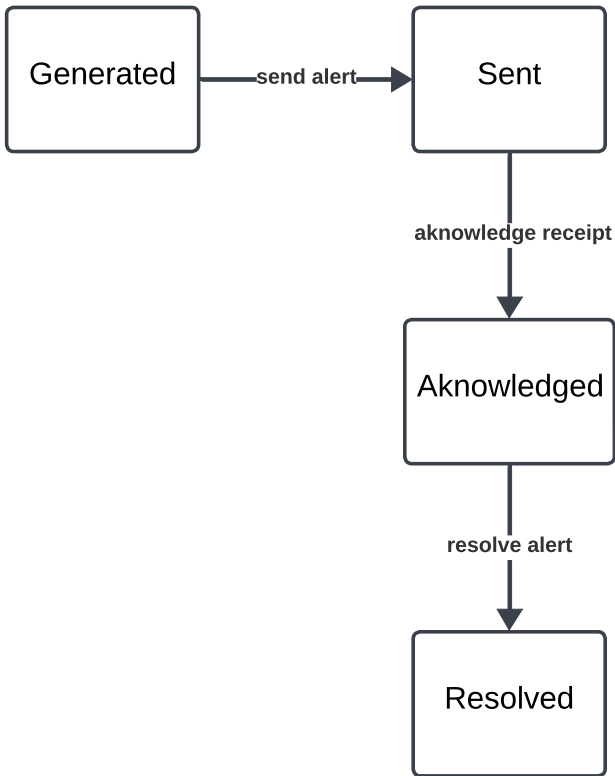 Generated
send alert
Sent
aknowledge receipt
Aknowledged
resolve alert
Resolved